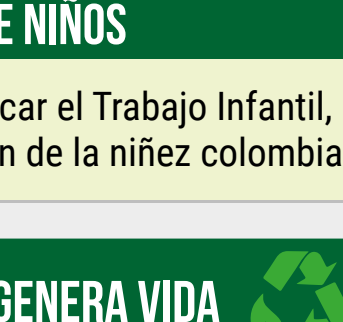 E NIÑOS
car el Trabajo Infantil,
n de la niñez colombia
GENERA VIDA